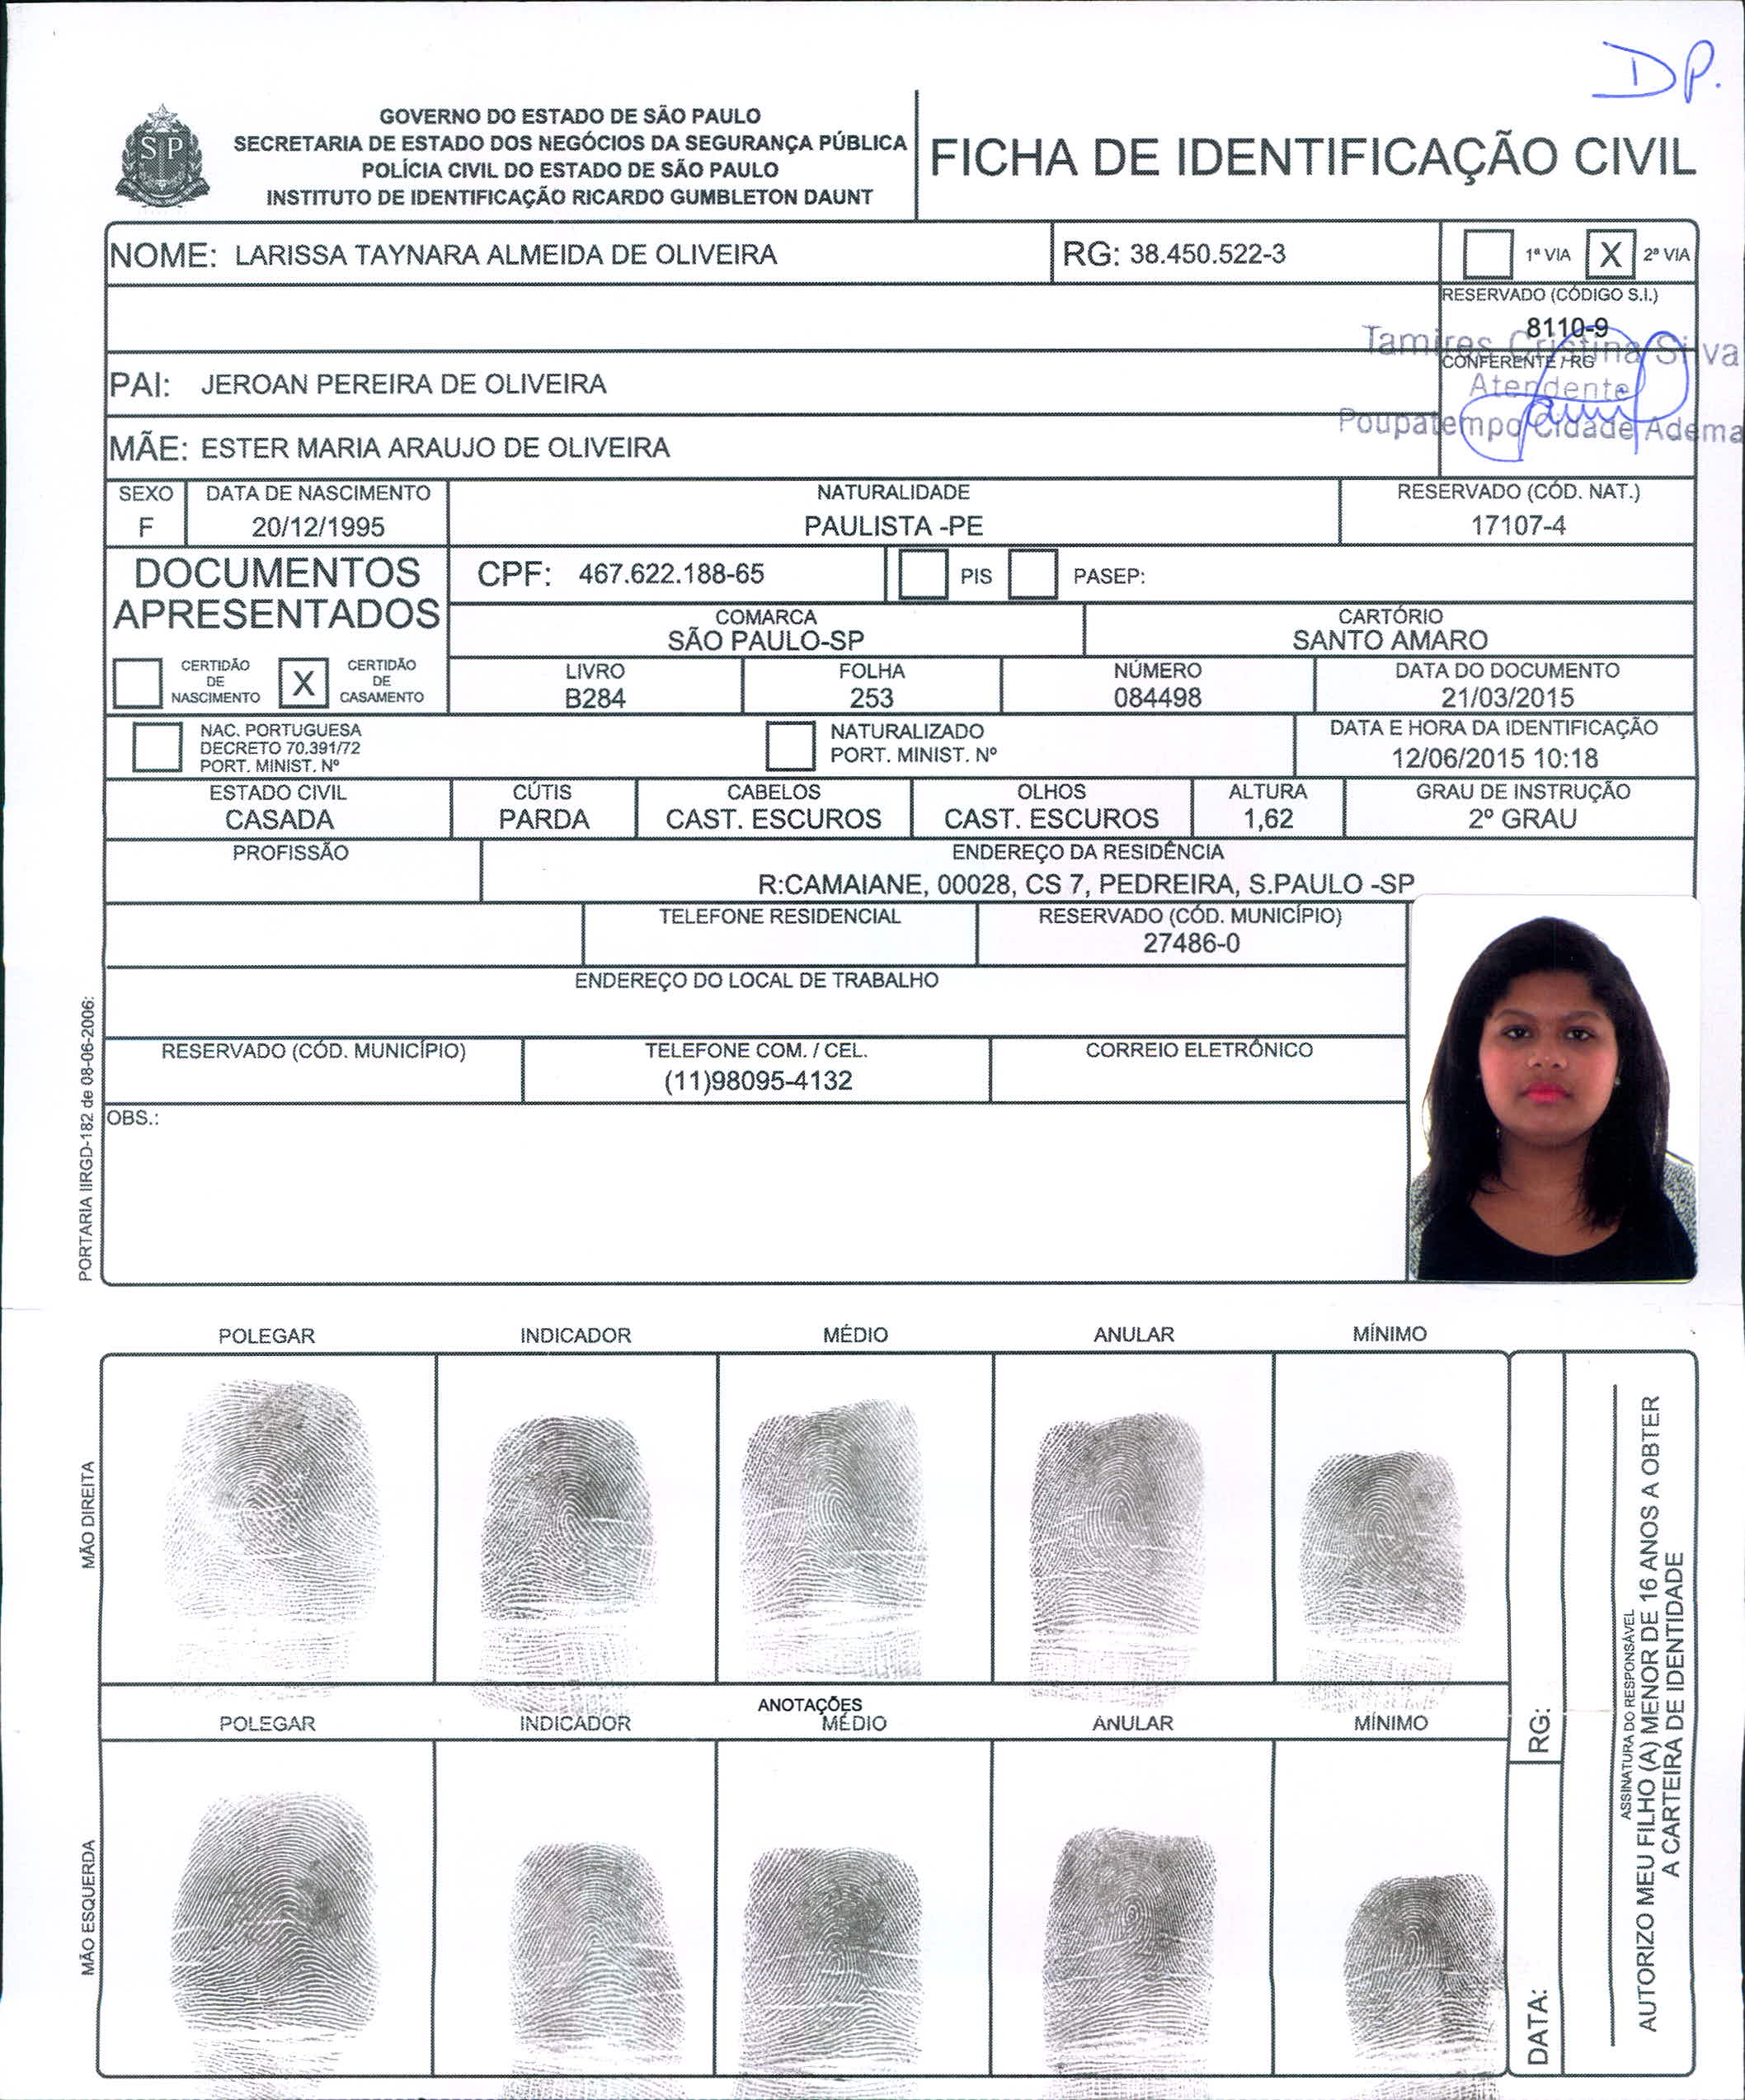 DP.
GOVERNO DO ESTADO DE SÃO PAULO
SECRETARIA DE ESTADO DOS NEGÓCIOS DA SEGURANÇA PÚBLICA
POLÍCIA CIVIL DO ESTADO DE SÃO PAULO
INSTITUTO DE IDENTIFICAÇÃO RICARDO GUMBLETON DAUNT
SP
FICHA DE IDENTIFICAÇÃO CIVIL
NOME: LARISSA TAYNARA ALMEIDA DE OLIVEIRA
RG: 38.450.522-3
1ª VIA X 2ª VIA
RESERVADO (CÓDIGO S.I.)
8110-9
CONFERENTE / RG
Tamires Cristina Silva
Atendente
Poupatempo Cidade Adema
PAI: JEROAN PEREIRA DE OLIVEIRA
MÃE: ESTER MARIA ARAUJO DE OLIVEIRA
SEXO
F
DATA DE NASCIMENTO
20/12/1995
NATURALIDADE
PAULISTA -PE
RESERVADO (CÓD. NAT.)
17107-4
DOCUMENTOS
APRESENTADOS
CPF: 467.622.188-65
PIS
PASEP:
COMARCA
SÃO PAULO-SP
CARTÓRIO
SANTO AMARO
CERTIDÃO
DE
NASCIMENTO
X
CERTIDÃO
DE
CASAMENTO
LIVRO
B284
FOLHA
253
NÚMERO
084498
DATA DO DOCUMENTO
21/03/2015
NAC. PORTUGUESA
DECRETO 70.391/72
PORT. MINIST. Nº
NATURALIZADO
PORT. MINIST. Nº
DATA E HORA DA IDENTIFICAÇÃO
12/06/2015 10:18
ESTADO CIVIL
CASADA
CÚTIS
PARDA
CABELOS
CAST. ESCUROS
OLHOS
CAST. ESCUROS
ALTURA
1,62
GRAU DE INSTRUÇÃO
2º GRAU
PROFISSÃO
ENDEREÇO DA RESIDÊNCIA
R:CAMAIANE, 00028, CS 7, PEDREIRA, S.PAULO -SP
TELEFONE RESIDENCIAL
RESERVADO (CÓD. MUNICÍPIO)
27486-0
ENDEREÇO DO LOCAL DE TRABALHO
RESERVADO (CÓD. MUNICÍPIO)
TELEFONE COM. / CEL.
(11)98095-4132
CORREIO ELETRÔNICO
OBS.:
PORTARIA IIRGD-182 de 08-06-2006:
POLEGAR INDICADOR MÉDIO ANULAR MÍNIMO
MÃO DIREITA
ANOTAÇÕES
POLEGAR INDICADOR MÉDIO ANULAR MÍNIMO
MÃO ESQUERDA
RG:
DATA:
ASSINATURA DO RESPONSÁVEL
AUTORIZO MEU FILHO (A) MENOR DE 16 ANOS A OBTER
A CARTEIRA DE IDENTIDADE